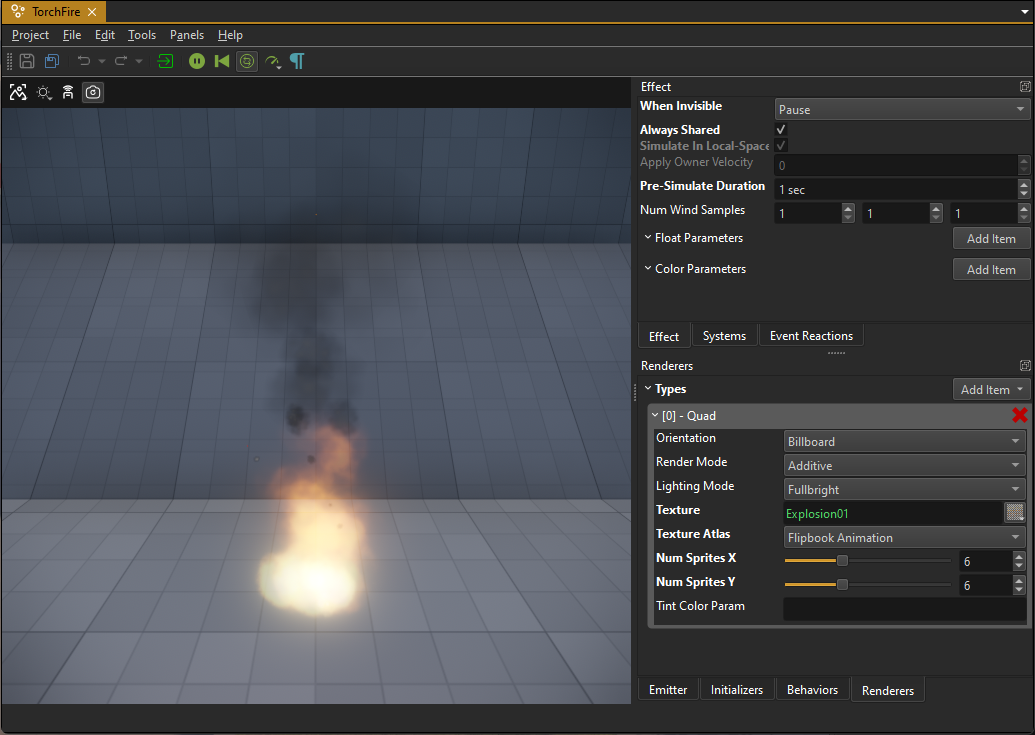 TorchFire
Project File Edit Tools Panels Help
Effect
When Invisible Pause
Always Shared
Simulate In Local-Space
Apply Owner Velocity 0
Pre-Simulate Duration 1 sec
Num Wind Samples 1 1 1
Float Parameters Add Item
Color Parameters Add Item
Effect Systems Event Reactions
Renderers
Types Add Item
[0] - Quad
Orientation Billboard
Render Mode Additive
Lighting Mode Fullbright
Texture Explosion01
Texture Atlas Flipbook Animation
Num Sprites X 6
Num Sprites Y 6
Tint Color Param
Emitter Initializers Behaviors Renderers